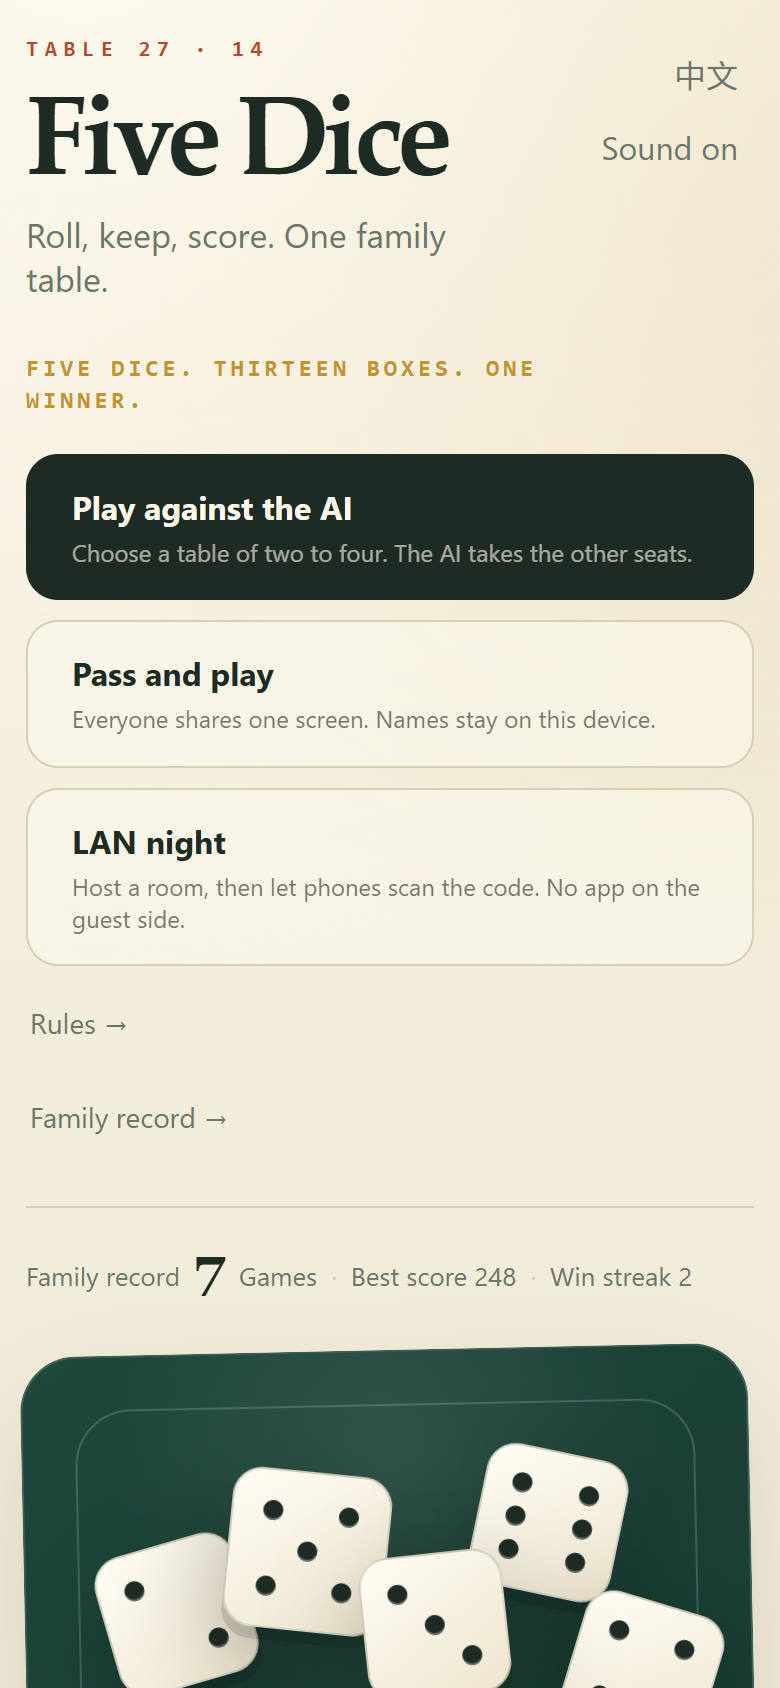 TABLE 27 · 14
中文
Five Dice
Sound on
Roll, keep, score. One family
table.
FIVE DICE. THIRTEEN BOXES. ONE
WINNER.
Play against the AI
Choose a table of two to four. The AI takes the other seats.
Pass and play
Everyone shares one screen. Names stay on this device.
LAN night
Host a room, then let phones scan the code. No app on the
guest side.
Rules →
Family record →
Family record 7 Games · Best score 248 · Win streak 2